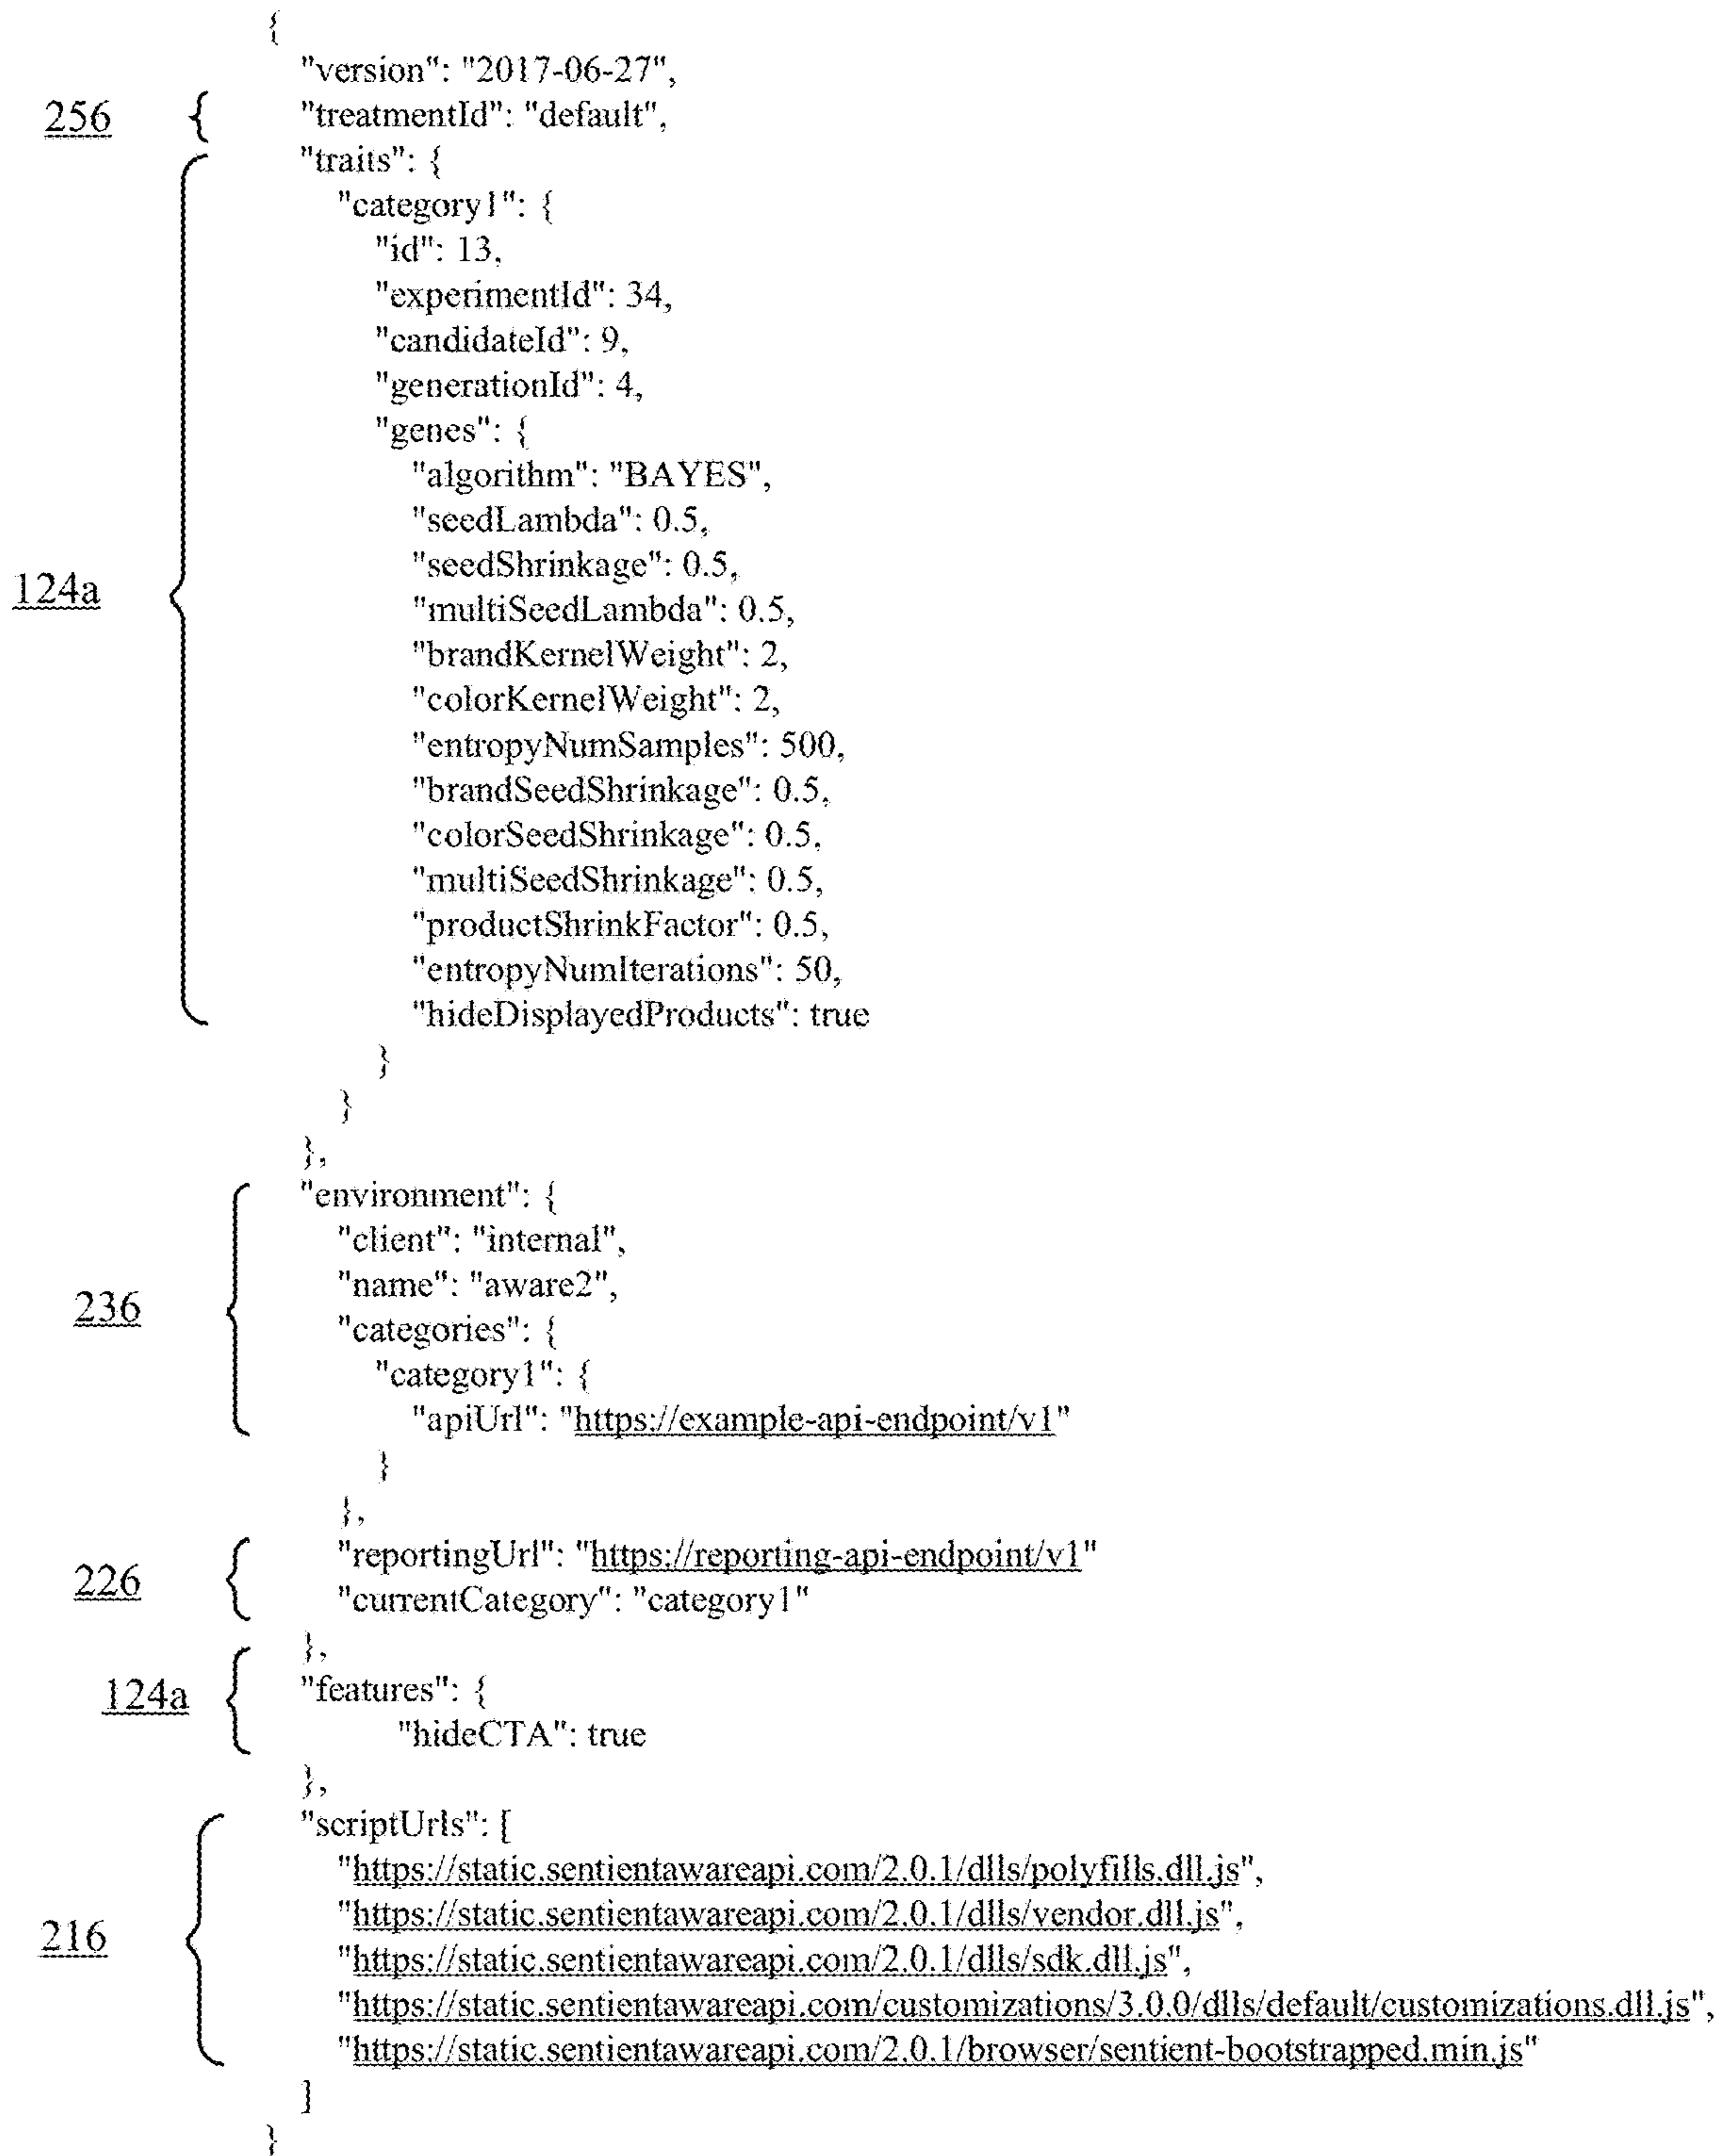 {
"version": "2017-06-27",
256 { "treatmentId": "default",
"traits": {
"category1": {
"id": 13,
"experimentId": 34,
"candidateId": 9,
"generationId": 4,
"genes": {
"algorithm": "BAYES",
"seedLambda": 0.5,
"seedShrinkage": 0.5,
124a { "multiSeedLambda": 0.5,
"brandKernelWeight": 2,
"colorKernelWeight": 2,
"entropyNumSamples": 500,
"brandSeedShrinkage": 0.5,
"colorSeedShrinkage": 0.5,
"multiSeedShrinkage": 0.5,
"productShrinkFactor": 0.5,
"entropyNumIterations": 50,
"hideDisplayedProducts": true
}
}
},
"environment": {
"client": "internal",
"name": "aware2",
236 { "categories": {
"category1": {
"apiUrl": "https://example-api-endpoint/v1"
}
},
"reportingUrl": "https://reporting-api-endpoint/v1"
226 { "currentCategory": "category1"
},
124a { "features": {
"hideCTA": true
},
"scriptUrls": [
"https://static.sentientawareapi.com/2.0.1/dlls/polyfills.dll.js",
"https://static.sentientawareapi.com/2.0.1/dlls/vendor.dll.js",
216 { "https://static.sentientawareapi.com/2.0.1/dlls/sdk.dll.js",
"https://static.sentientawareapi.com/customizations/3.0.0/dlls/default/customizations.dll.js",
"https://static.sentientawareapi.com/2.0.1/browser/sentient-bootstrapped.min.js"
]
}